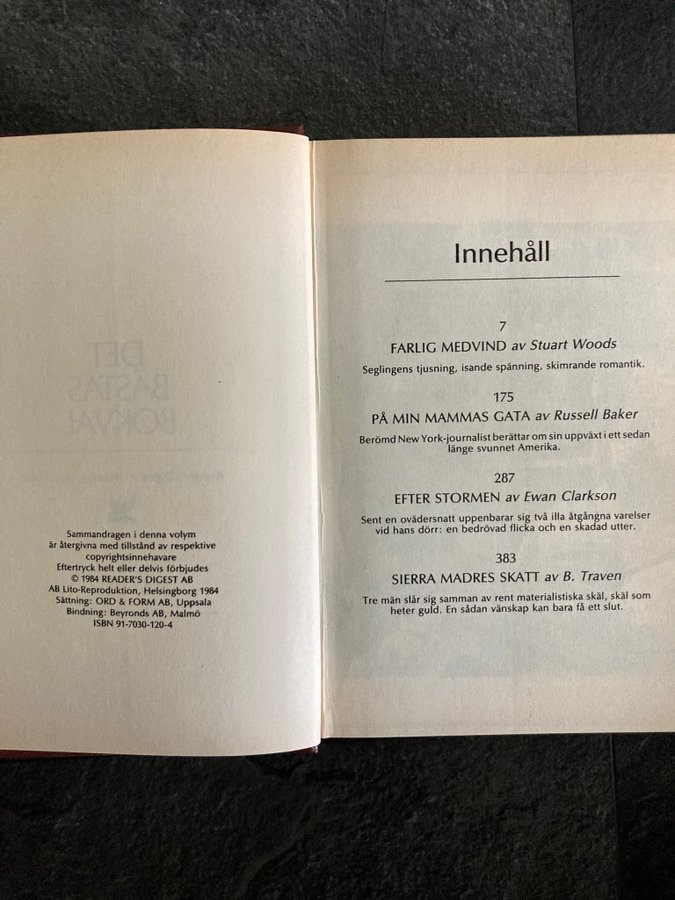 Sammandragen i denna volym
är återgivna med tillstånd av respektive
copyrightsinnehavare
Eftertryck helt eller delvis förbjudes
© 1984 READER'S DIGEST AB
AB Lito-Reproduktion, Helsingborg 1984
Sättning: ORD & FORM AB, Uppsala
Bindning: Beyronds AB, Malmö
ISBN 91-7030-120-4
Innehåll
7
FARLIG MEDVIND av Stuart Woods
Seglingens tjusning, isande spänning, skimrande romantik.
175
PÅ MIN MAMMAS GATA av Russell Baker
Berömd New York-journalist berättar om sin uppväxt i ett sedan
länge svunnet Amerika.
287
EFTER STORMEN av Ewan Clarkson
Sent en ovädersnatt uppenbarar sig två illa åtgångna varelser
vid hans dörr: en bedrövad flicka och en skadad utter.
383
SIERRA MADRES SKATT av B. Traven
Tre män slår sig samman av rent materialistiska skäl, skäl som
heter guld. En sådan vänskap kan bara få ett slut.